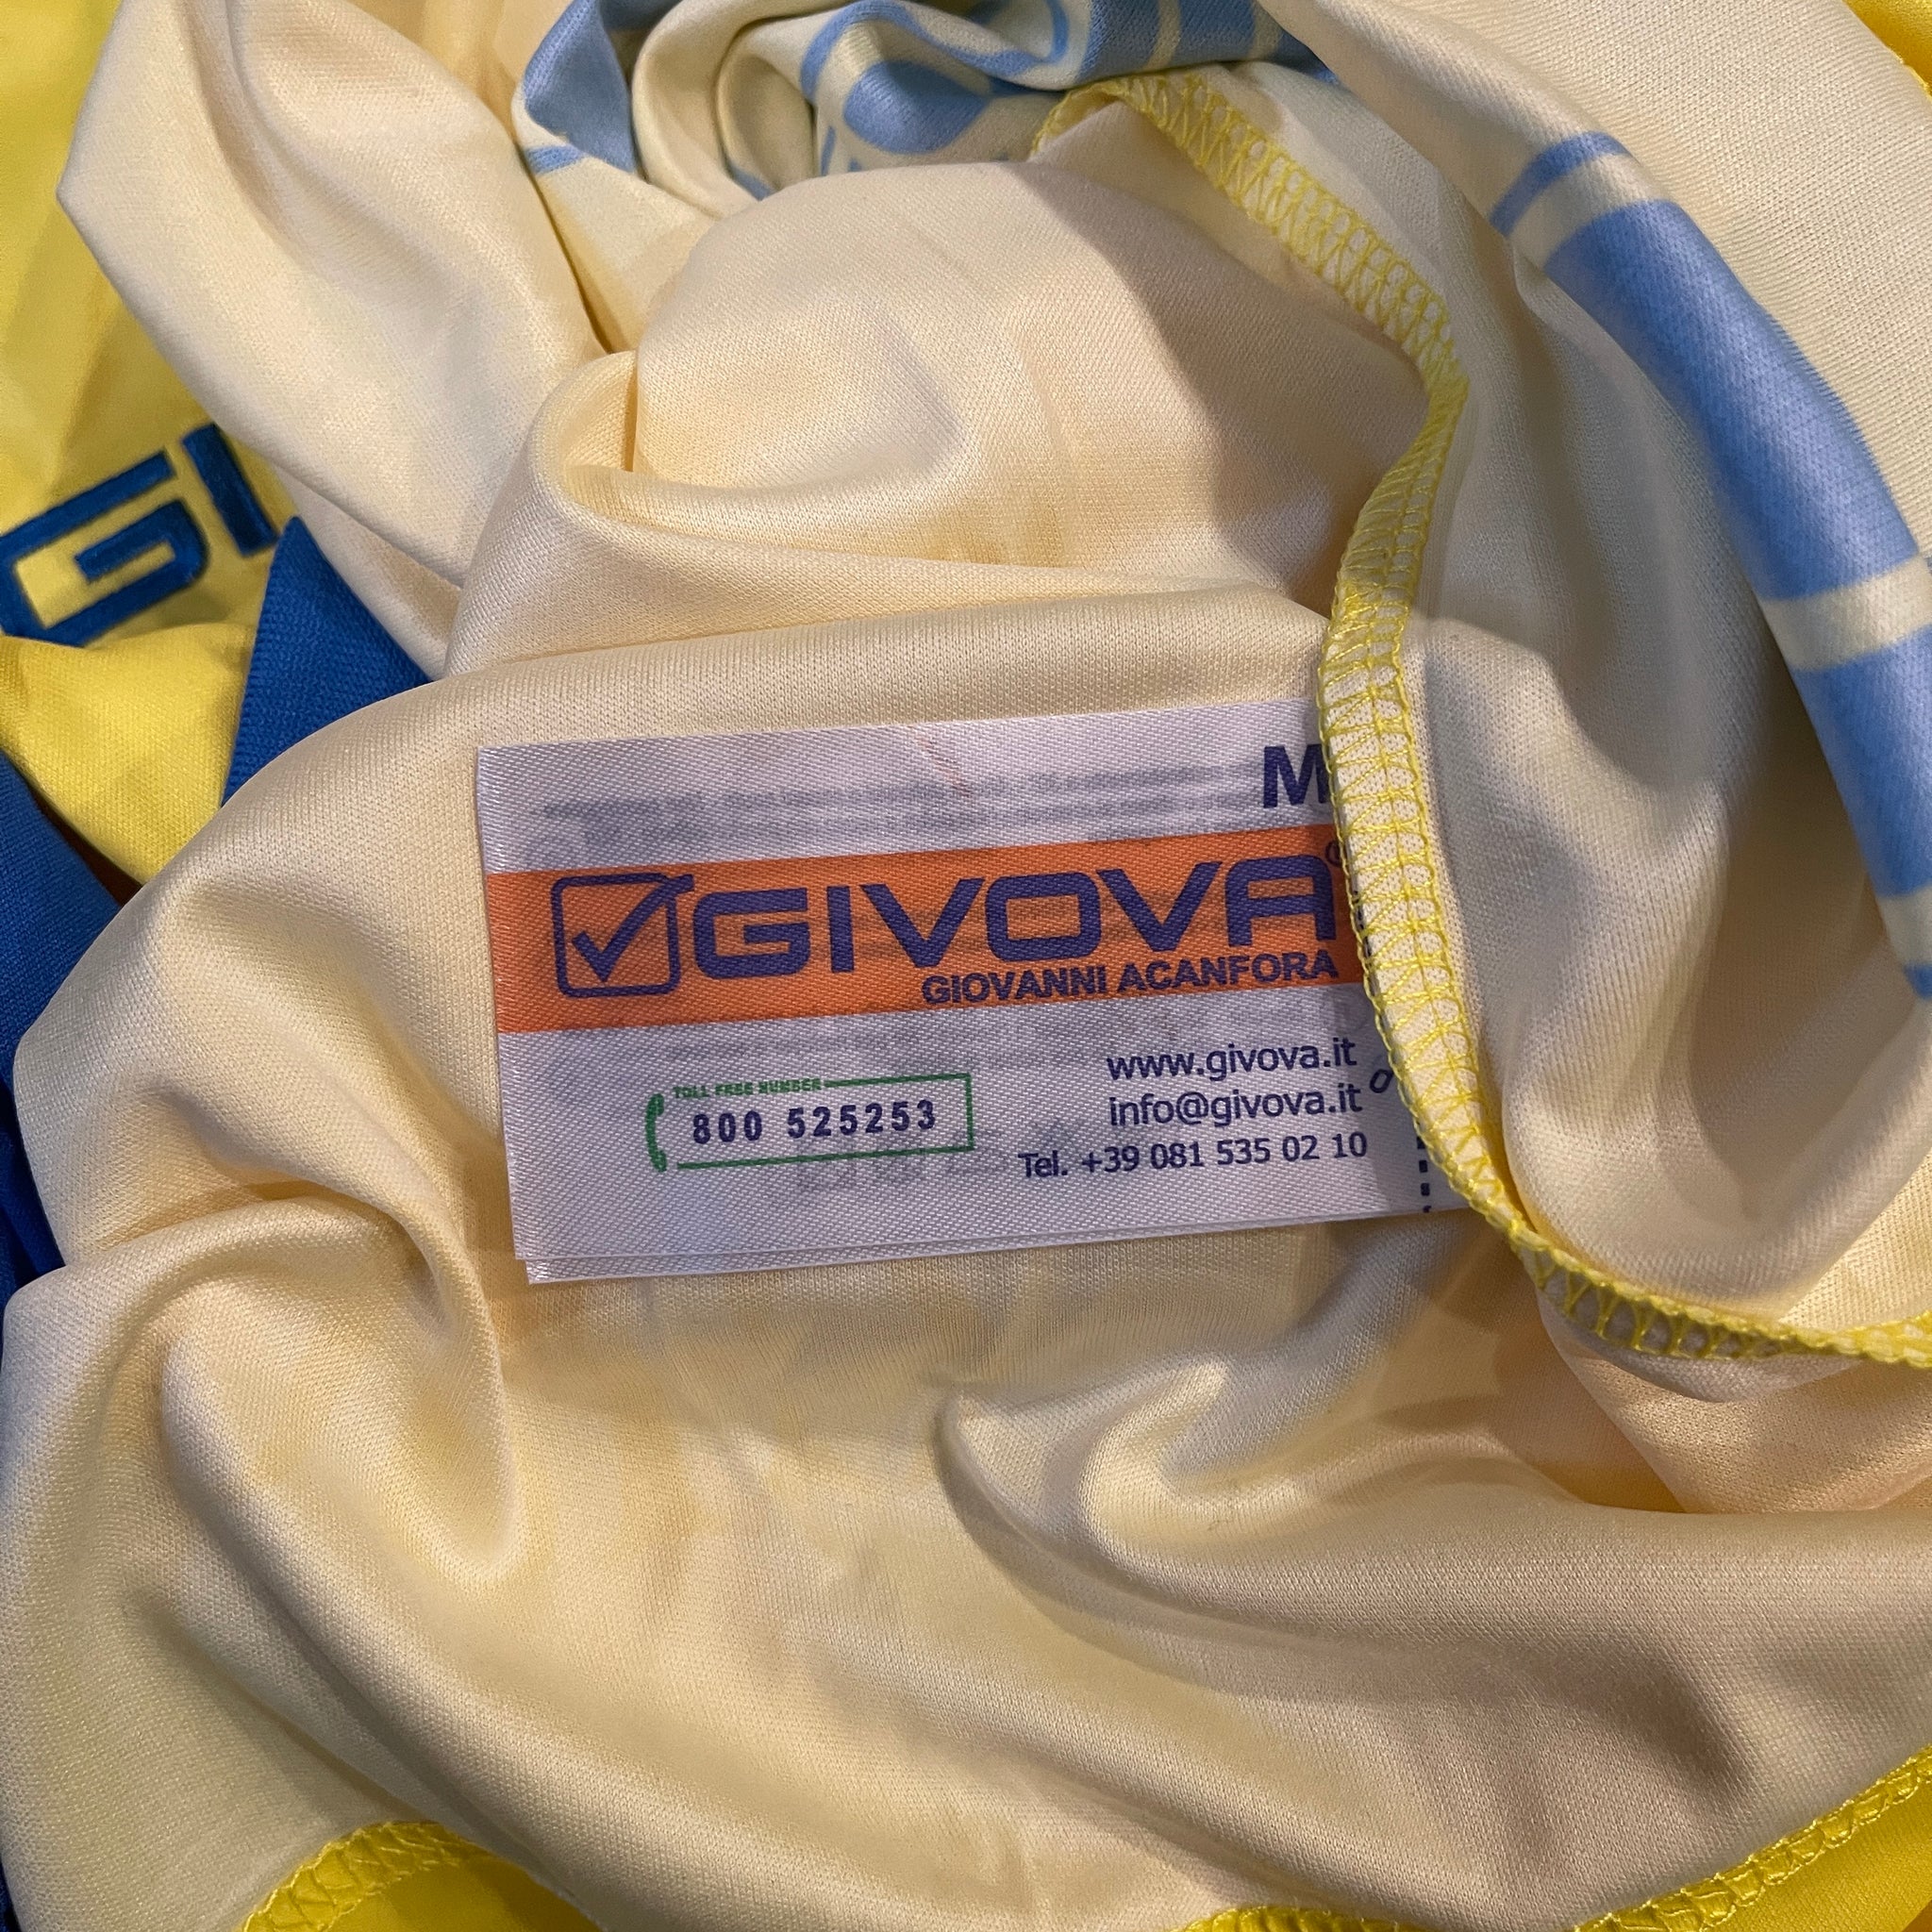 GI
M
GIVOVA®
GIOVANNI ACANFORA
www.givova.it
info@givova.it
Tel. +39 081 535 02 10
TOLL FREE NUMBER
800 525253